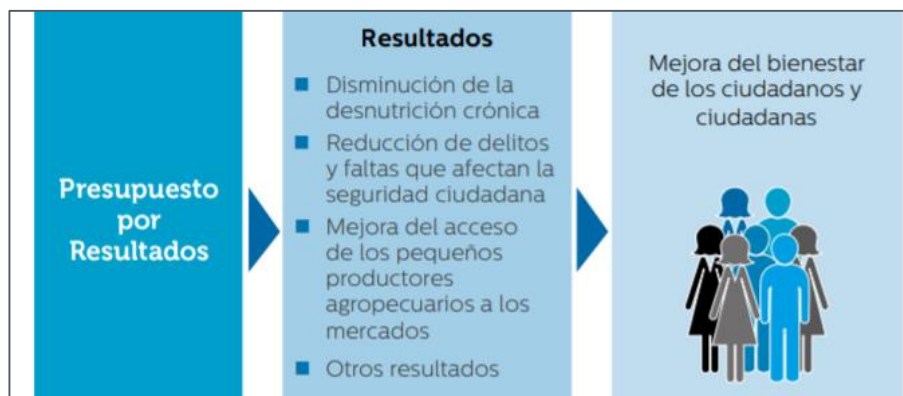 Presupuesto
por
Resultados
Resultados
Disminución de la
desnutrición crónica
Reducción de delitos
y faltas que afectan la
seguridad ciudadana
Mejora del acceso
de los pequeños
productores
agropecuarios a los
mercados
Otros resultados
Mejora del bienestar
de los ciudadanos y
ciudadanas